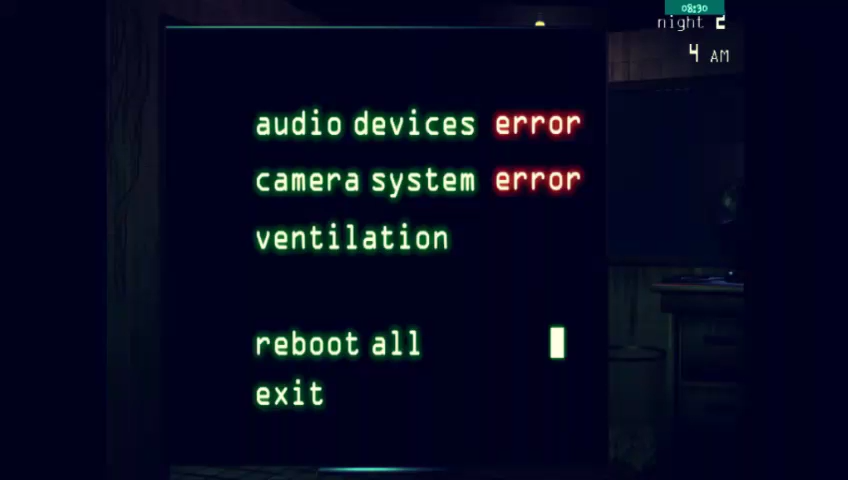 08:30
night 2
4 AM
audio devices error
camera system error
ventilation
reboot all
exit